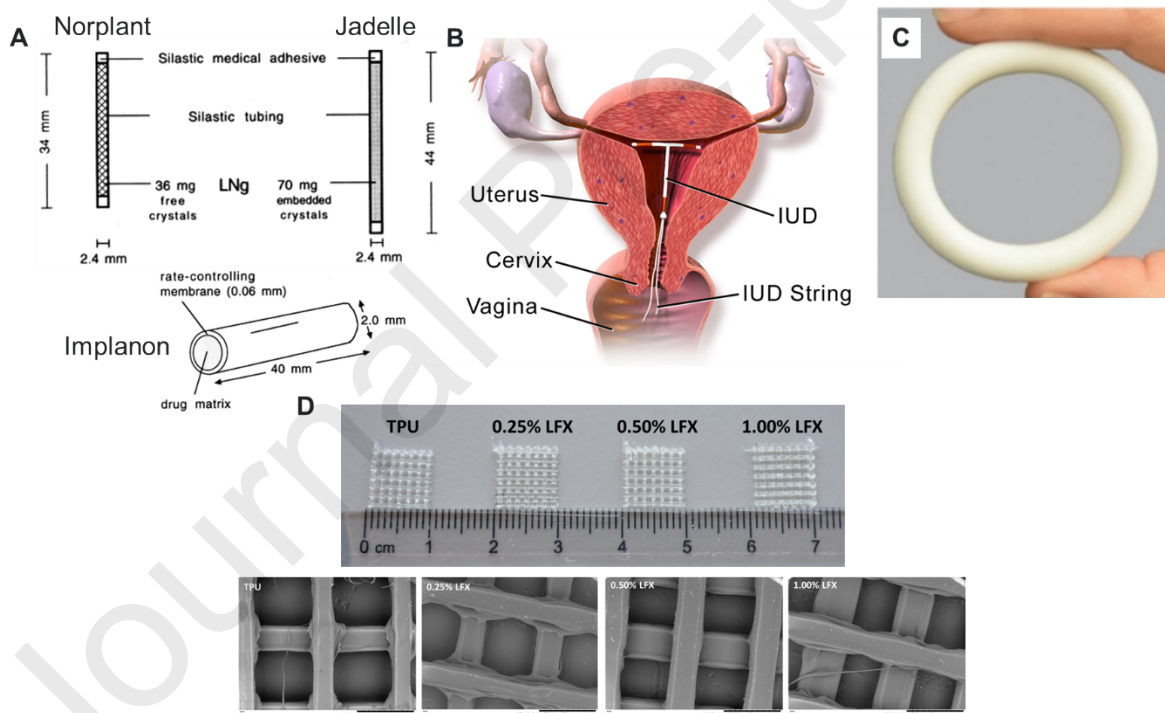 A
Norplant
Jadelle
Silastic medical adhesive
Silastic tubing
34 mm
44 mm
36 mg
free
crystals
LNg
70 mg
embedded
crystals
2.4 mm
2.4 mm
rate-controlling
membrane (0.06 mm)
2.0 mm
Implanon
40 mm
drug matrix
B
Uterus
IUD
Cervix
IUD String
Vagina
C
D
TPU
0.25% LFX
0.50% LFX
1.00% LFX
0 cm 1 2 3 4 5 6 7
TPU
0.25% LFX
0.50% LFX
1.00% LFX
Journal Pre-p